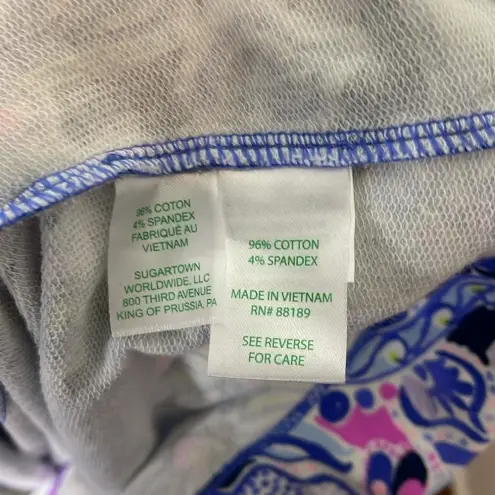 96% COTON
4% SPANDEX
FABRIQUÉ AU
VIETNAM
SUGARTOWN
WORLDWIDE, LLC
800 THIRD AVENUE
KING OF PRUSSIA, PA
96% COTTON
4% SPANDEX
MADE IN VIETNAM
RN# 88189
SEE REVERSE
FOR CARE